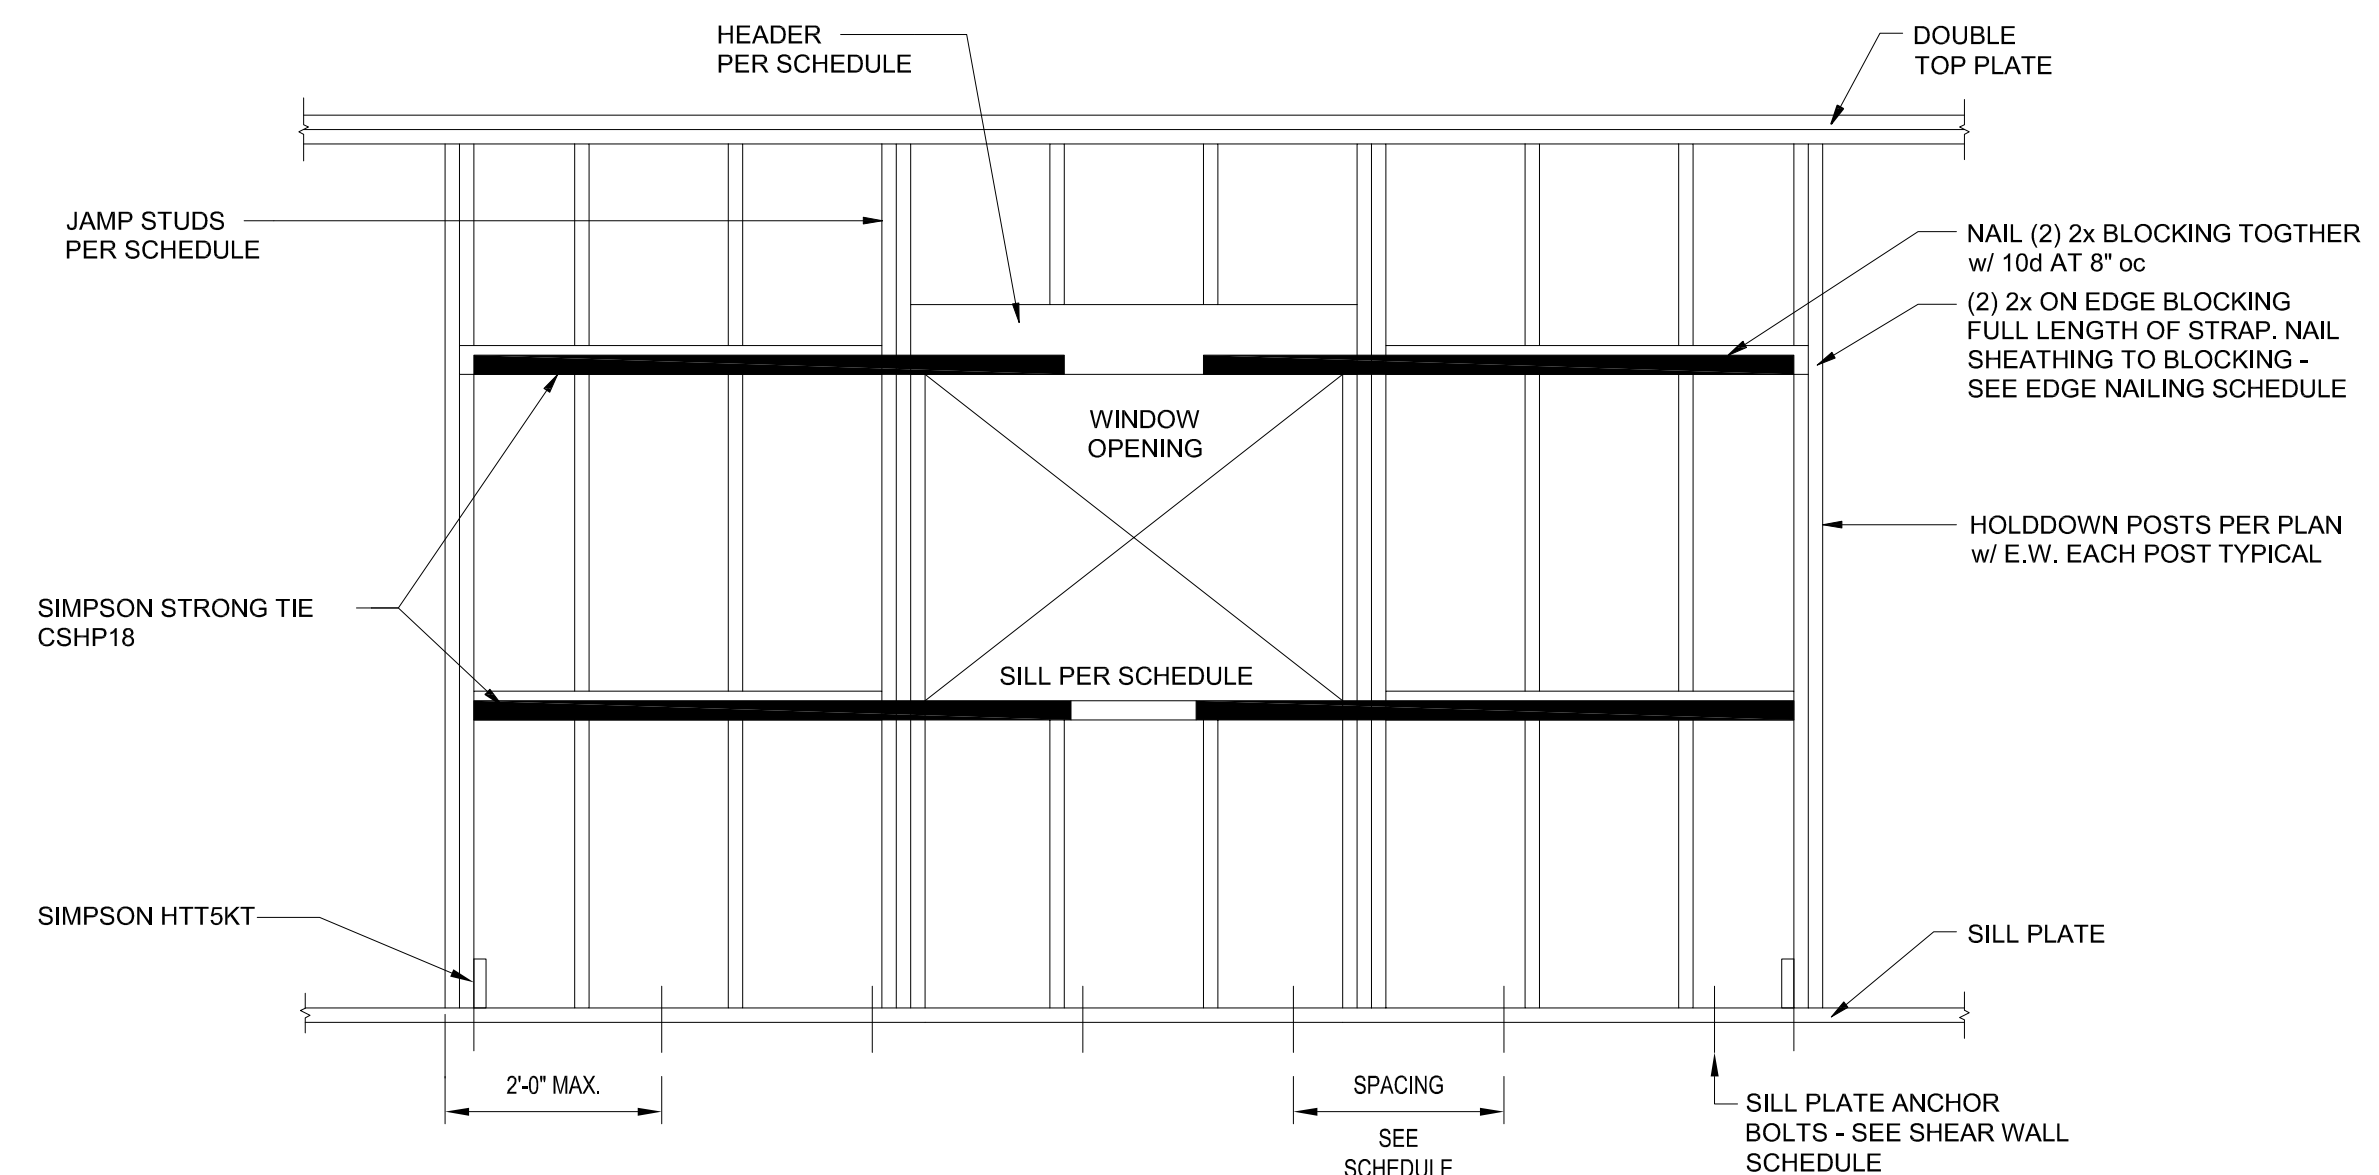 HEADER
PER SCHEDULE
DOUBLE
TOP PLATE
JAMP STUDS
PER SCHEDULE
NAIL (2) 2x BLOCKING TOGTHER
w/ 10d AT 8" oc
(2) 2x ON EDGE BLOCKING
FULL LENGTH OF STRAP. NAIL
SHEATHING TO BLOCKING -
SEE EDGE NAILING SCHEDULE
WINDOW
OPENING
HOLDDOWN POSTS PER PLAN
w/ E.W. EACH POST TYPICAL
SIMPSON STRONG TIE
CSHP18
SILL PER SCHEDULE
SIMPSON HTT5KT
SILL PLATE
2'-0" MAX.
SPACING
SEE
SCHEDULE
SILL PLATE ANCHOR
BOLTS - SEE SHEAR WALL
SCHEDULE